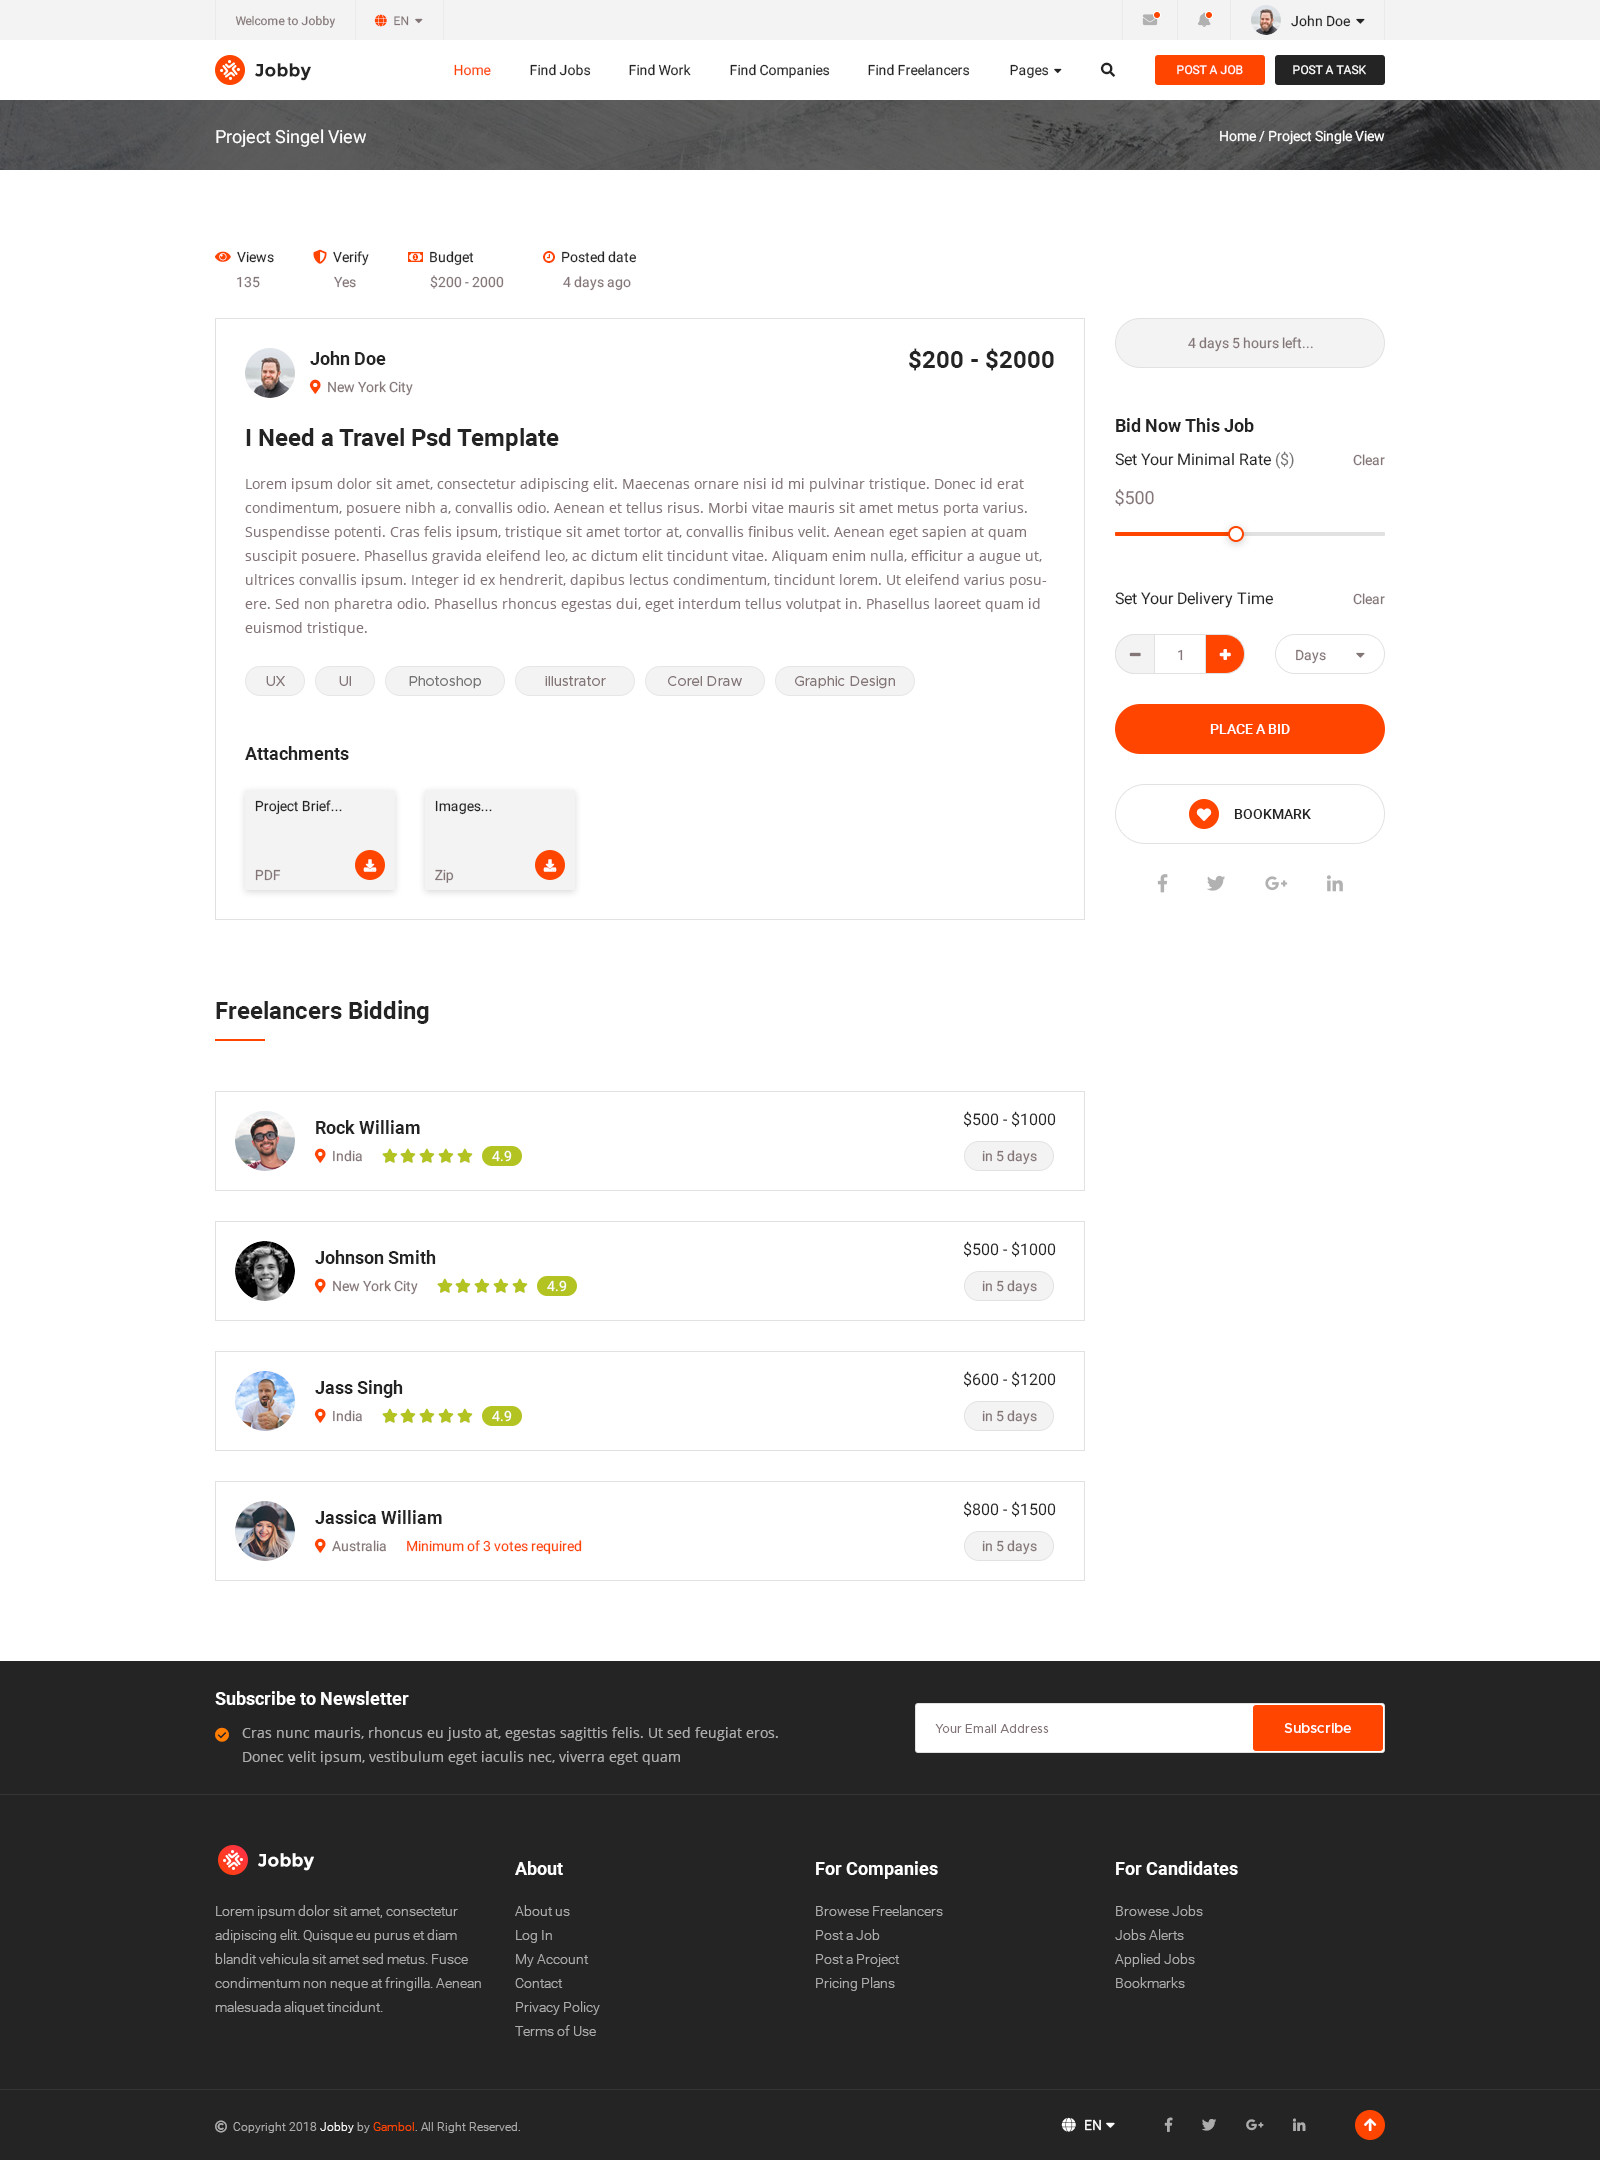 Welcome to Jobby
EN
John Doe
Jobby
Home
Find Jobs
Find Work
Find Companies
Find Freelancers
Pages
POST A JOB
POST A TASK
Project Singel View
Home / Project Single View
Views
Verify
Budget
Posted date
135
Yes
$200 - 2000
4 days ago
John Doe
New York City
$200 - $2000
I Need a Travel Psd Template
Lorem ipsum dolor sit amet, consectetur adipiscing elit. Maecenas ornare nisi id mi pulvinar tristique. Donec id erat
condimentum, posuere nibh a, convallis odio. Aenean et tellus risus. Morbi vitae mauris sit amet metus porta varius.
Suspendisse potenti. Cras felis ipsum, tristique sit amet tortor at, convallis finibus velit. Aenean eget sapien at quam
suscipit posuere. Phasellus gravida eleifend leo, ac dictum elit tincidunt vitae. Aliquam enim nulla, efficitur a augue ut,
ultrices convallis ipsum. Integer id ex hendrerit, dapibus lectus condimentum, tincidunt lorem. Ut eleifend varius posu-
ere. Sed non pharetra odio. Phasellus rhoncus egestas dui, eget interdum tellus volutpat in. Phasellus laoreet quam id
euismod tristique.
UX
UI
Photoshop
illustrator
Corel Draw
Graphic Design
Attachments
Project Brief...
PDF
Images...
Zip
4 days 5 hours left...
Bid Now This Job
Set Your Minimal Rate ($)
Clear
$500
Set Your Delivery Time
Clear
1
Days
PLACE A BID
BOOKMARK
Freelancers Bidding
Rock William
India
4.9
$500 - $1000
in 5 days
Johnson Smith
New York City
4.9
$500 - $1000
in 5 days
Jass Singh
India
4.9
$600 - $1200
in 5 days
Jassica William
Australia
Minimum of 3 votes required
$800 - $1500
in 5 days
Subscribe to Newsletter
Cras nunc mauris, rhoncus eu justo at, egestas sagittis felis. Ut sed feugiat eros.
Donec velit ipsum, vestibulum eget iaculis nec, viverra eget quam
Your Email Address
Subscribe
Jobby
Lorem ipsum dolor sit amet, consectetur
adipiscing elit. Quisque eu purus et diam
blandit vehicula sit amet sed metus. Fusce
condimentum non neque at fringilla. Aenean
malesuada aliquet tincidunt.
About
About us
Log In
My Account
Contact
Privacy Policy
Terms of Use
For Companies
Browese Freelancers
Post a Job
Post a Project
Pricing Plans
For Candidates
Browese Jobs
Jobs Alerts
Applied Jobs
Bookmarks
© Copyright 2018 Jobby by Gambol. All Right Reserved.
EN